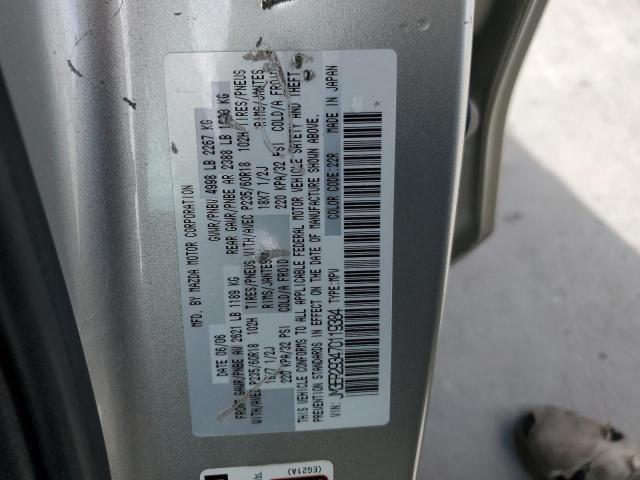 MFD. BY MAZDA MOTOR CORPORATION
DATE: 06/06 GVWR/PNBV 4998 LB 2267 KG
FRONT GAWR/PNBE AV 2621 LB 1189 KG REAR GAWR/PNBE AR 2388 LB KG
WITH/AVEC P235/60R18 102H TIRES/PNEUS WITH/AVEC P235/60R18 102H TIRES/PNEUS
18X7 1/2J RIMS/JANTES 18X7 1/2J RIMS/JANTES
220 KPA/32 PSI COLD/A FROID 220 KPA/32 PSI COLD/A FROID
THIS VEHICLE CONFORMS TO ALL APPLICABLE FEDERAL MOTOR VEHICLE SAFETY AND THEFT
PREVENTION STANDARDS IN EFFECT ON THE DATE OF MANUFACTURE SHOWN ABOVE.
VIN: JM3ER293470119384 TYPE: MPV COLOR CODE: 22R MADE IN JAPAN
(EG21A)